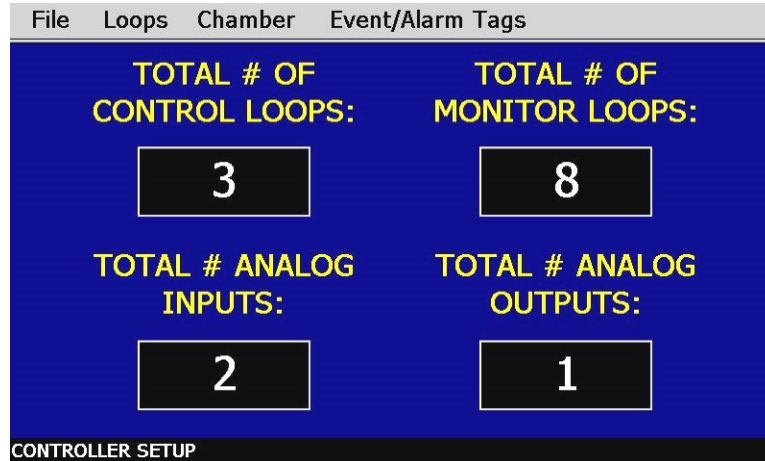 File Loops Chamber Event/Alarm Tags
TOTAL # OF
CONTROL LOOPS:
3
TOTAL # OF
MONITOR LOOPS:
8
TOTAL # ANALOG
INPUTS:
2
TOTAL # ANALOG
OUTPUTS:
1
CONTROLLER SETUP